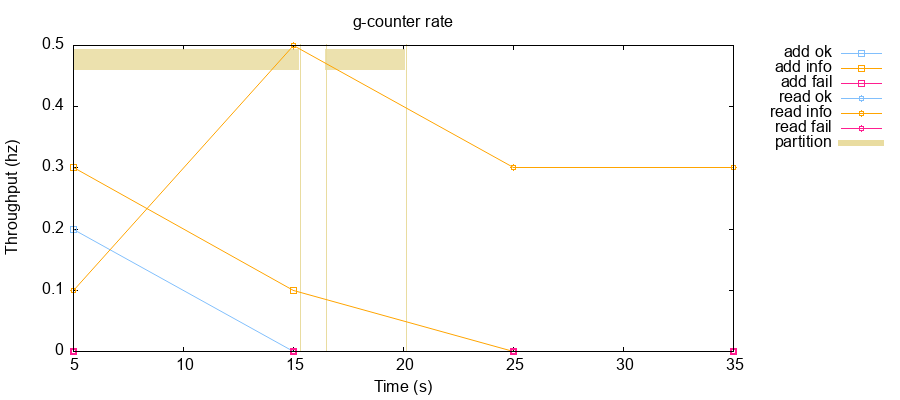 g-counter rate
Throughput (hz)
0.5
0.4
0.3
0.2
0.1
0
5
10
15
20
25
30
35
Time (s)
add ok
add info
add fail
read ok
read info
read fail
partition